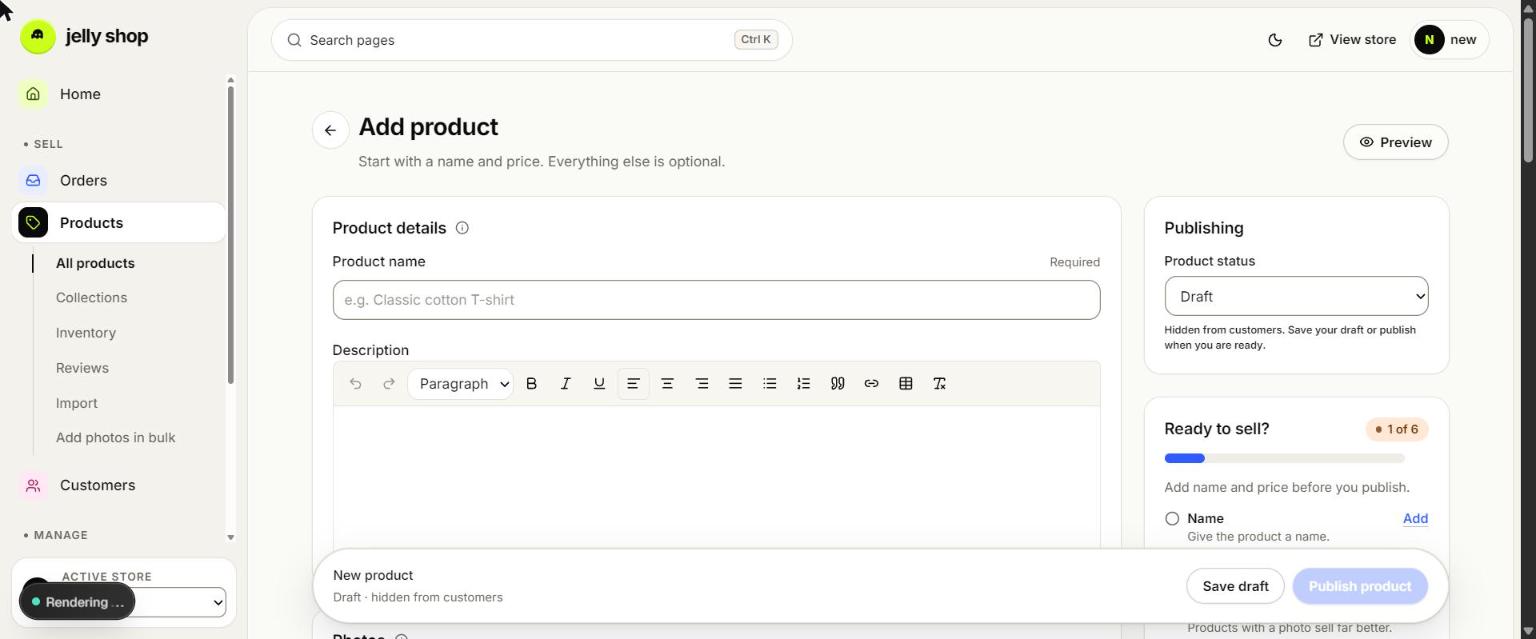 jelly shop
Search pages
Ctrl K
View store
N
new
Home
• SELL
Orders
Products
All products
Collections
Inventory
Reviews
Import
Add photos in bulk
Customers
• MANAGE
ACTIVE STORE
Rendering ...
Add product
Start with a name and price. Everything else is optional.
Preview
Product details
Product name
Required
e.g. Classic cotton T-shirt
Description
Paragraph
New product
Draft · hidden from customers
Save draft
Publish product
Photos
Publishing
Product status
Draft
Hidden from customers. Save your draft or publish
when you are ready.
Ready to sell?
1 of 6
Add name and price before you publish.
Name
Add
Give the product a name.
Products with a photo sell far better.